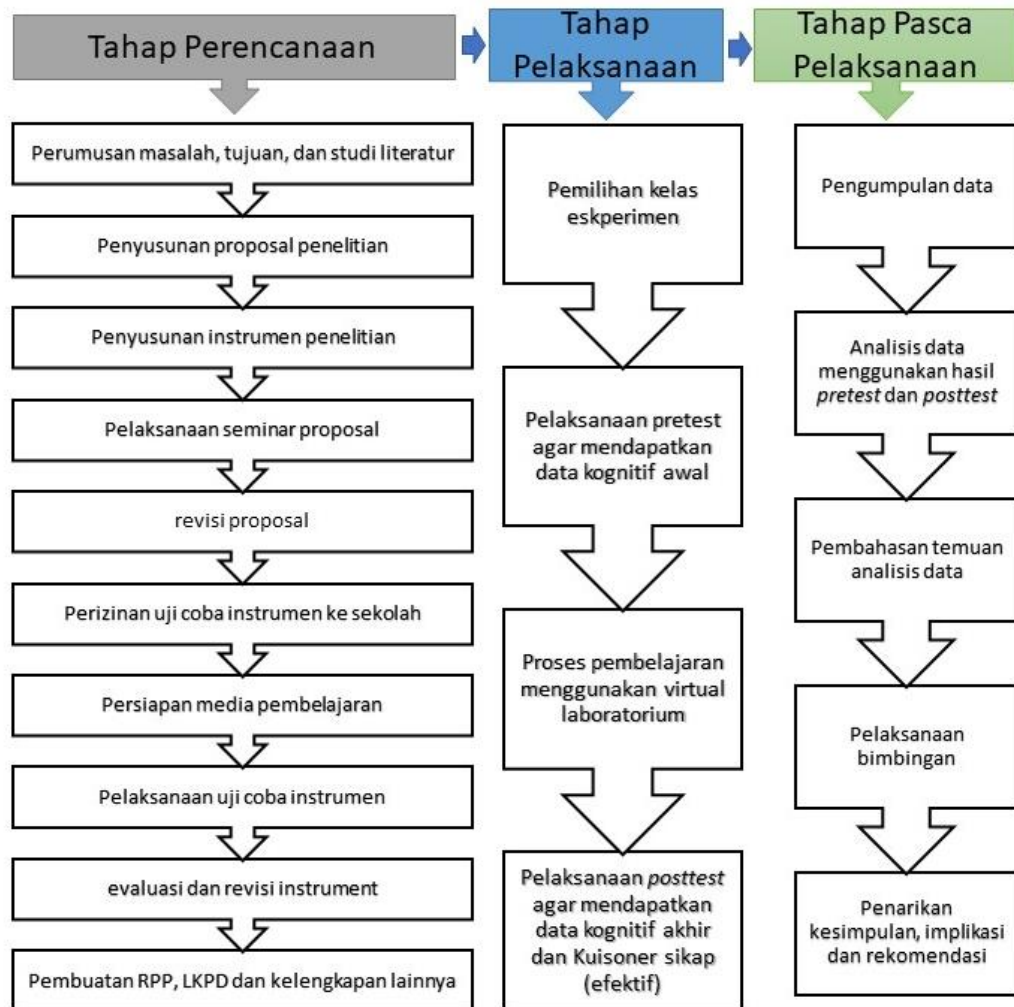 Tahap Perencanaan
Perumusan masalah, tujuan, dan studi literatur
Penyusunan proposal penelitian
Penyusunan instrumen penelitian
Pelaksanaan seminar proposal
revisi proposal
Perizinan uji coba instrumen ke sekolah
Persiapan media pembelajaran
Pelaksanaan uji coba instrumen
evaluasi dan revisi instrument
Pembuatan RPP, LKPD dan kelengkapan lainnya
Tahap
Pelaksanaan
Pemilihan kelas
eskperimen
Pelaksanaan pretest
agar mendapatkan
data kognitif awal
Proses pembelajaran
menggunakan virtual
laboratorium
Pelaksanaan posttest
agar mendapatkan
data kognitif akhir
dan Kuisoner sikap
(efektif)
Tahap Pasca
Pelaksanaan
Pengumpulan data
Analisis data
menggunakan hasil
pretest dan posttest
Pembahasan temuan
analisis data
Pelaksanaan
bimbingan
Penarikan
kesimpulan, implikasi
dan rekomendasi